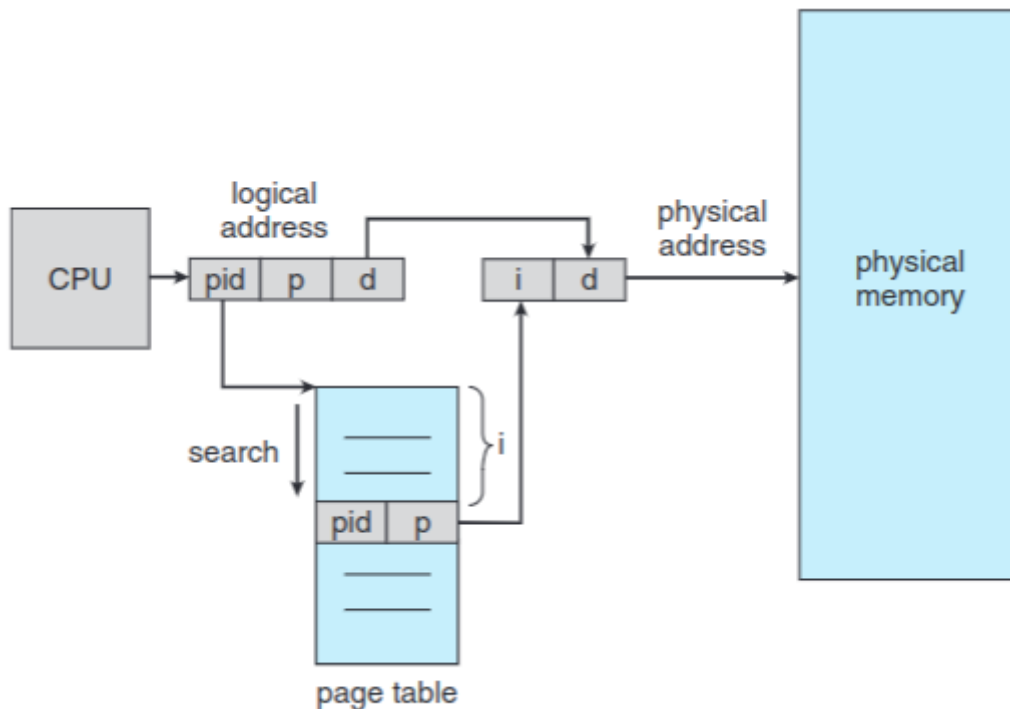 logical
address
physical
address
CPU
pid p d
i d
physical
memory
search
i
pid p
page table